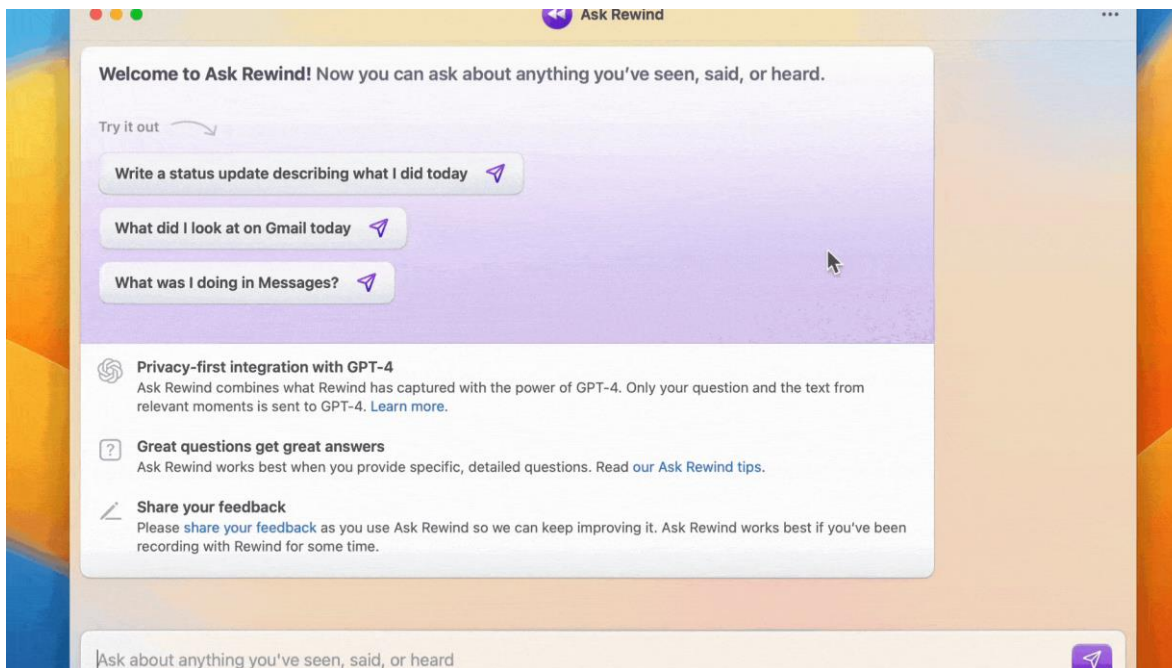 Ask Rewind
Welcome to Ask Rewind! Now you can ask about anything you’ve seen, said, or heard.
Try it out
Write a status update describing what I did today
What did I look at on Gmail today
What was I doing in Messages?
Privacy-first integration with GPT-4
Ask Rewind combines what Rewind has captured with the power of GPT-4. Only your question and the text from
relevant moments is sent to GPT-4. Learn more.
Great questions get great answers
Ask Rewind works best when you provide specific, detailed questions. Read our Ask Rewind tips.
Share your feedback
Please share your feedback as you use Ask Rewind so we can keep improving it. Ask Rewind works best if you’ve been
recording with Rewind for some time.
Ask about anything you've seen, said, or heard